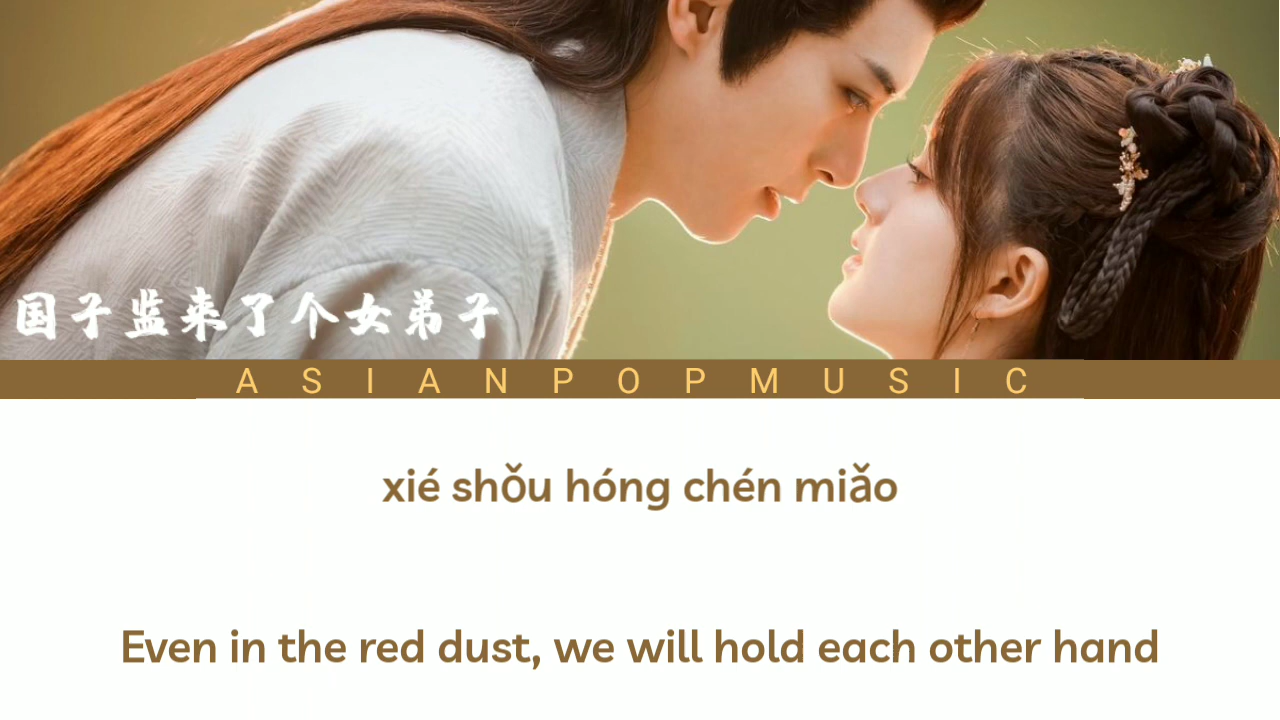 国子监来了个女弟子
ASIANPOPMUSIC
xié shǒu hóng chén miǎo
Even in the red dust, we will hold each other hand